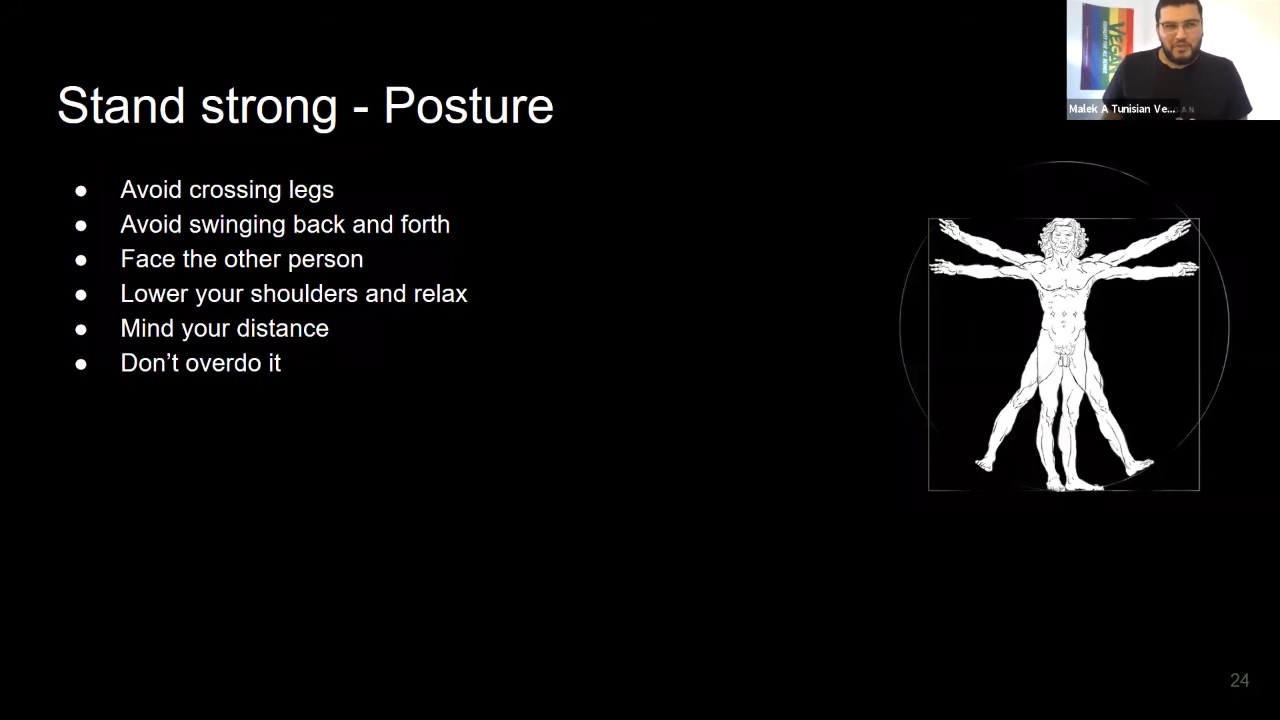 Stand strong - Posture
● Avoid crossing legs
● Avoid swinging back and forth
● Face the other person
● Lower your shoulders and relax
● Mind your distance
● Don’t overdo it
VEGAN
Malek A Tunisian Ve...
24